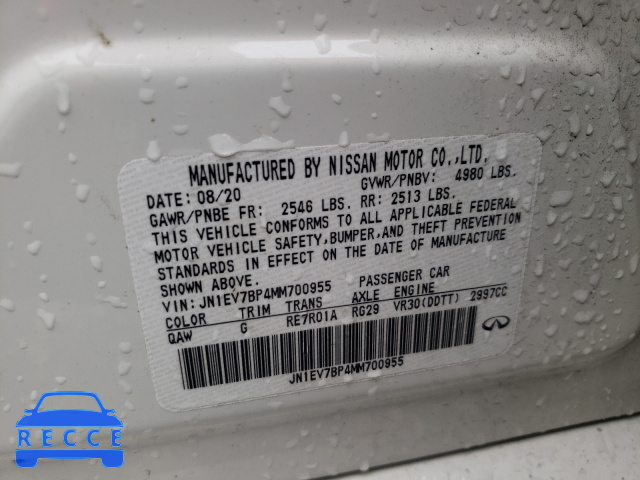 MANUFACTURED BY NISSAN MOTOR CO.,LTD.
DATE: 08/20 GVWR/PNBV: 4980 LBS.
GAWR/PNBE FR: 2546 LBS. RR: 2513 LBS.
THIS VEHICLE CONFORMS TO ALL APPLICABLE FEDERAL
MOTOR VEHICLE SAFETY,BUMPER,AND THEFT PREVENTION
STANDARDS IN EFFECT ON THE DATE OF MANUFACTURE
SHOWN ABOVE.
VIN: JN1EV7BP4MM700955 PASSENGER CAR
COLOR TRIM TRANS AXLE ENGINE
QAW G RE7R01A RG29 VR30(DDTT) 2997CC
JN1EV7BP4MM700955
RECCE